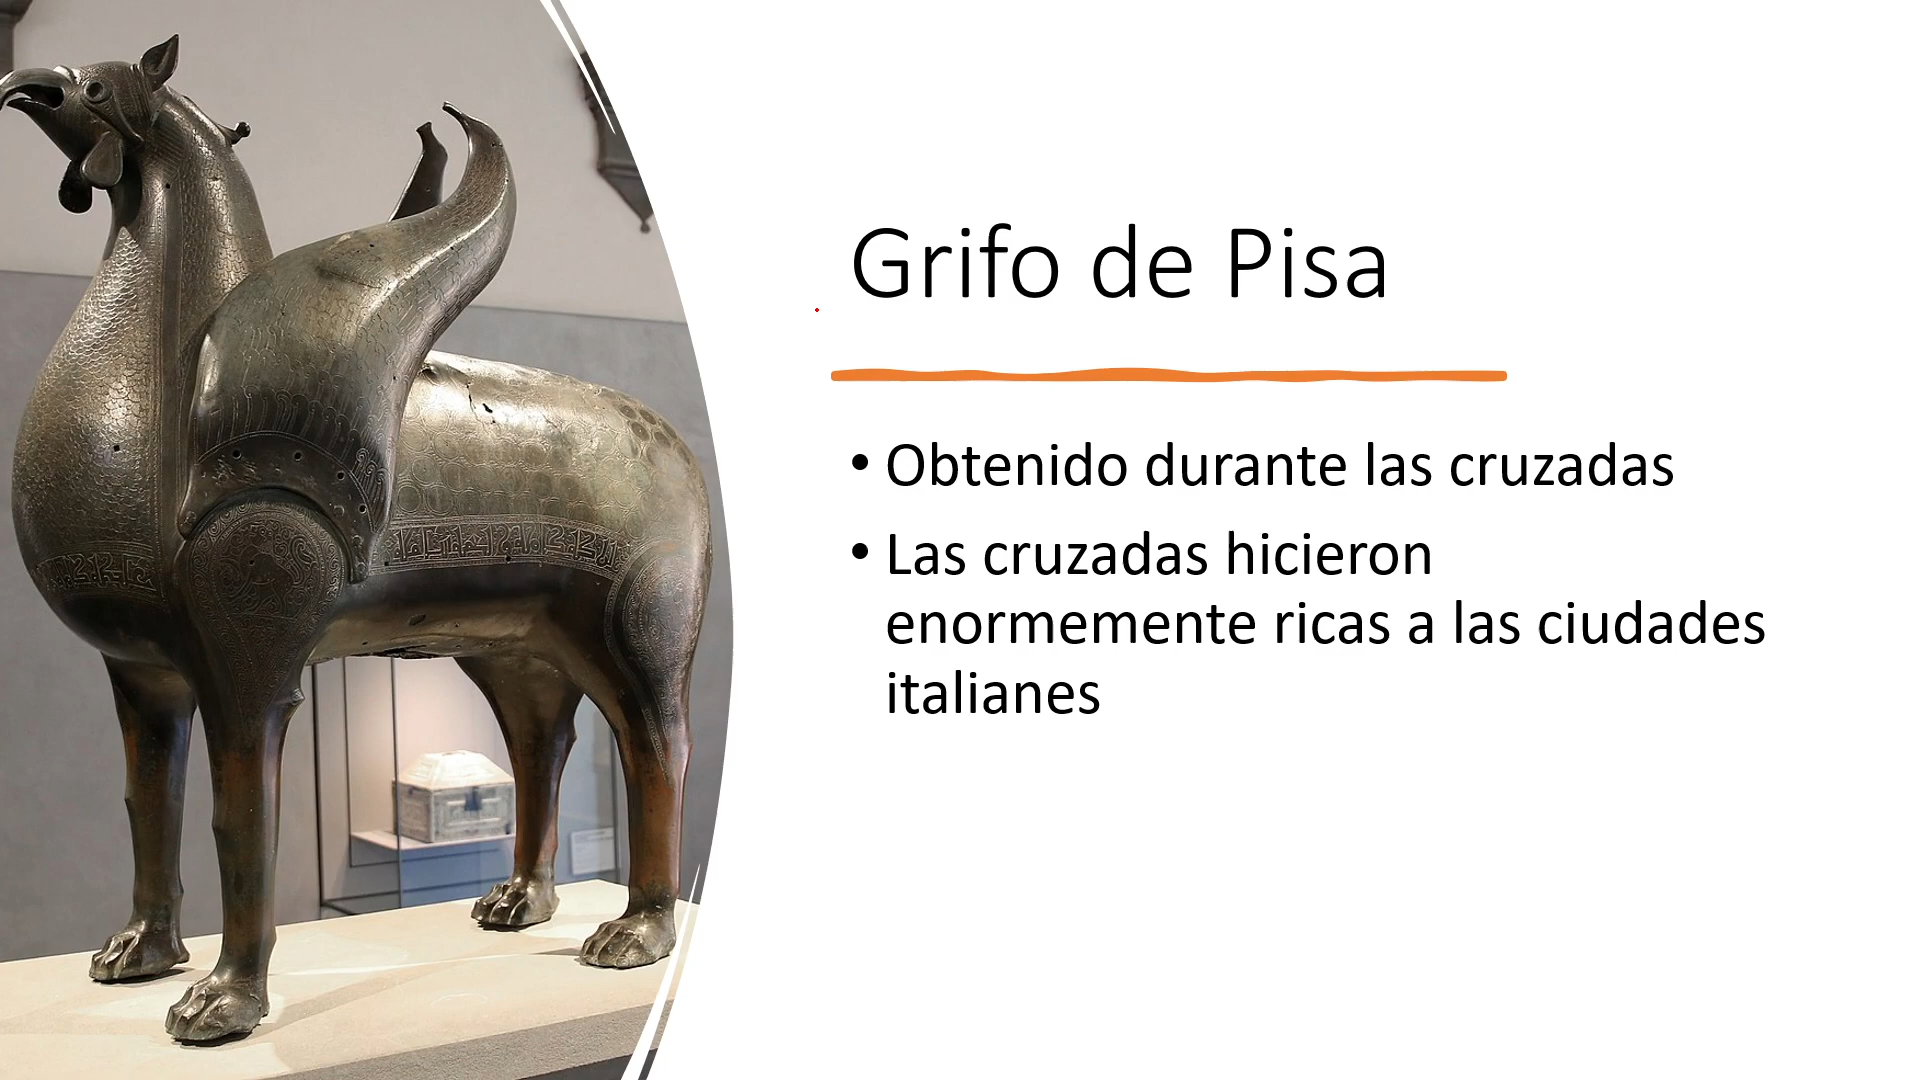 Grifo de Pisa
• Obtenido durante las cruzadas
• Las cruzadas hicieron
enormemente ricas a las ciudades
italianes